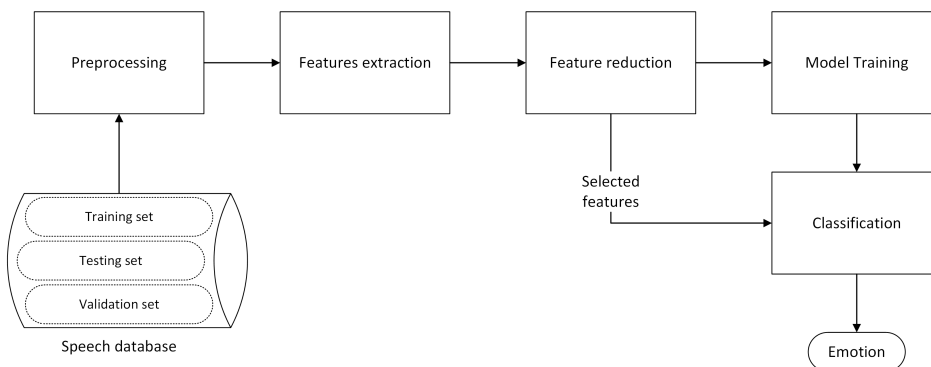 Preprocessing
Features extraction
Feature reduction
Model Training
Selected
features
Classification
Training set
Testing set
Validation set
Speech database
Emotion